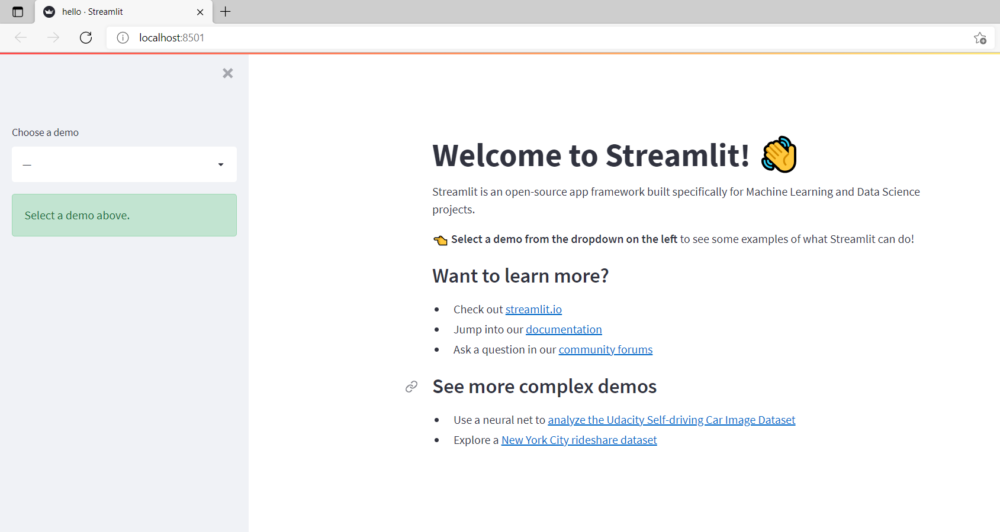 hello · Streamlit
localhost:8501
Choose a demo
—
Select a demo above.
Welcome to Streamlit! 👋
Streamlit is an open-source app framework built specifically for Machine Learning and Data Science
projects.
👈 Select a demo from the dropdown on the left to see some examples of what Streamlit can do!
Want to learn more?
• Check out streamlit.io
• Jump into our documentation
• Ask a question in our community forums
See more complex demos
• Use a neural net to analyze the Udacity Self-driving Car Image Dataset
• Explore a New York City rideshare dataset